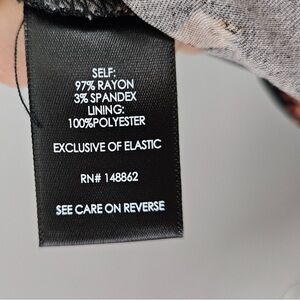 SELF:
97% RAYON
3% SPANDEX
LINING:
100%POLYESTER
EXCLUSIVE OF ELASTIC
RN# 148862
SEE CARE ON REVERSE